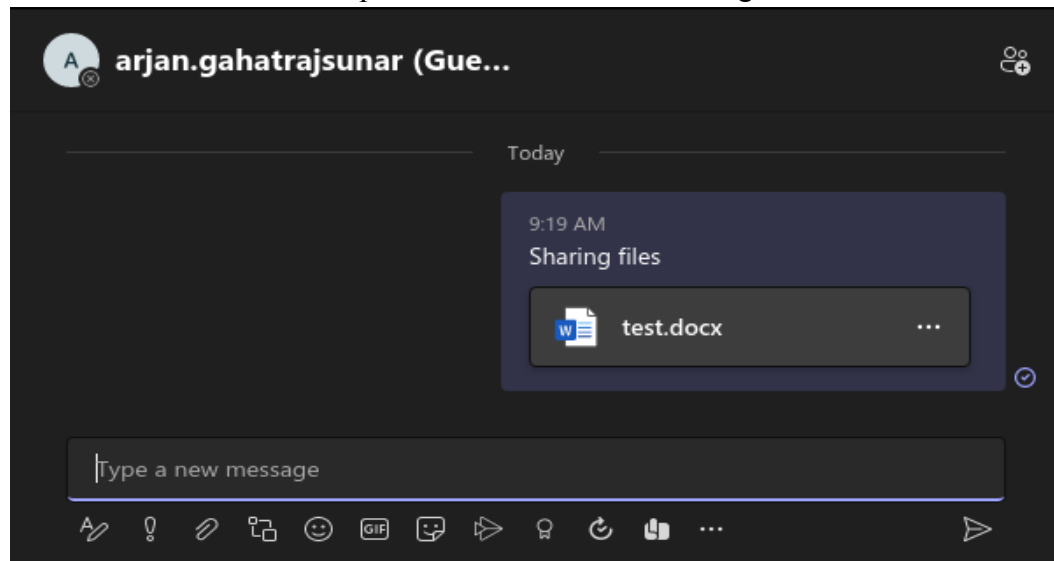 A
arjan.gahatrajsunar (Gue...
Today
9:19 AM
Sharing files
W
test.docx
Type a new message
GIF